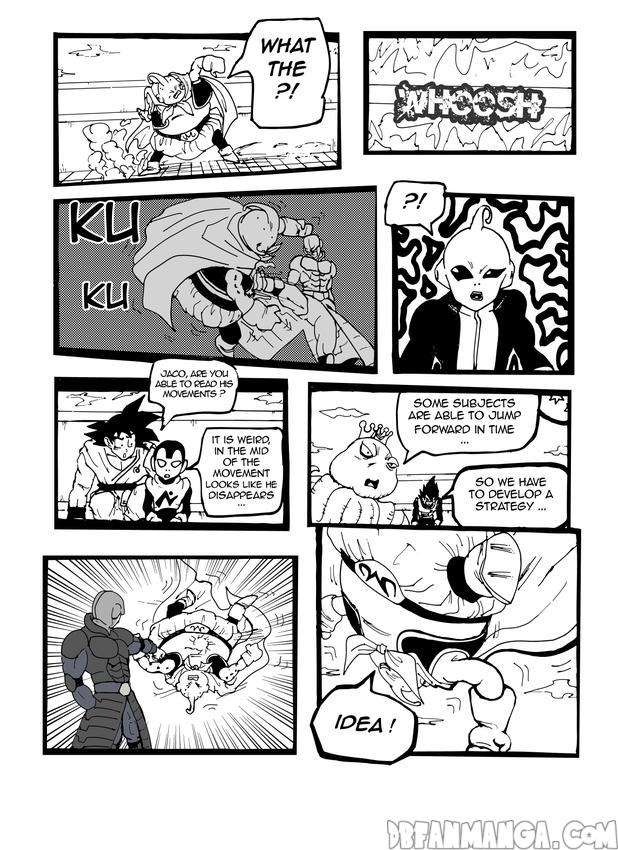 WHAT
THE
?!
WHOOSH
KU
KU
?!
JACO, ARE YOU
ABLE TO READ HIS
MOVEMENTS ?
IT IS WEIRD,
IN THE MID
OF THE
MOVEMENT
LOOKS LIKE HE
DISAPPEARS
...
SOME SUBJECTS
ARE ABLE TO JUMP
FORWARD IN TIME
...
SO WE HAVE
TO DEVELOP A
STRATEGY ...
IDEA !
DBFANMANGA.COM